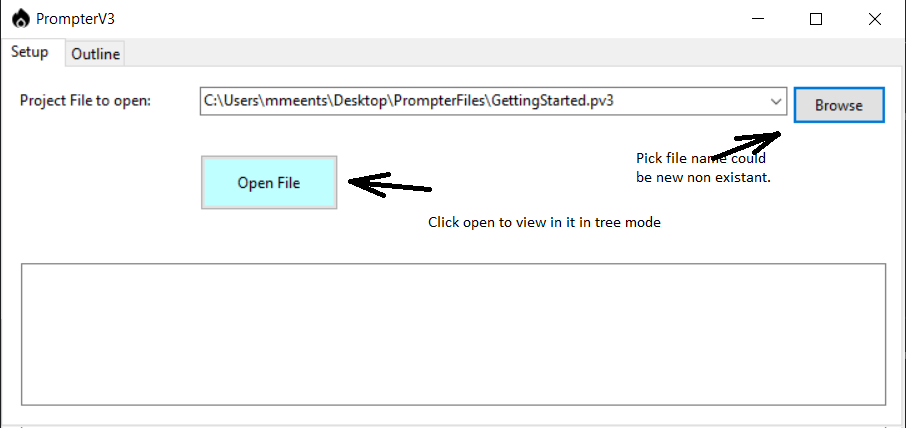 PrompterV3
Setup
Outline
Project File to open:
C:\Users\mmeents\Desktop\PrompterFiles\GettingStarted.pv3
Browse
Pick file name could
be new non existant.
Open File
Click open to view in it in tree mode